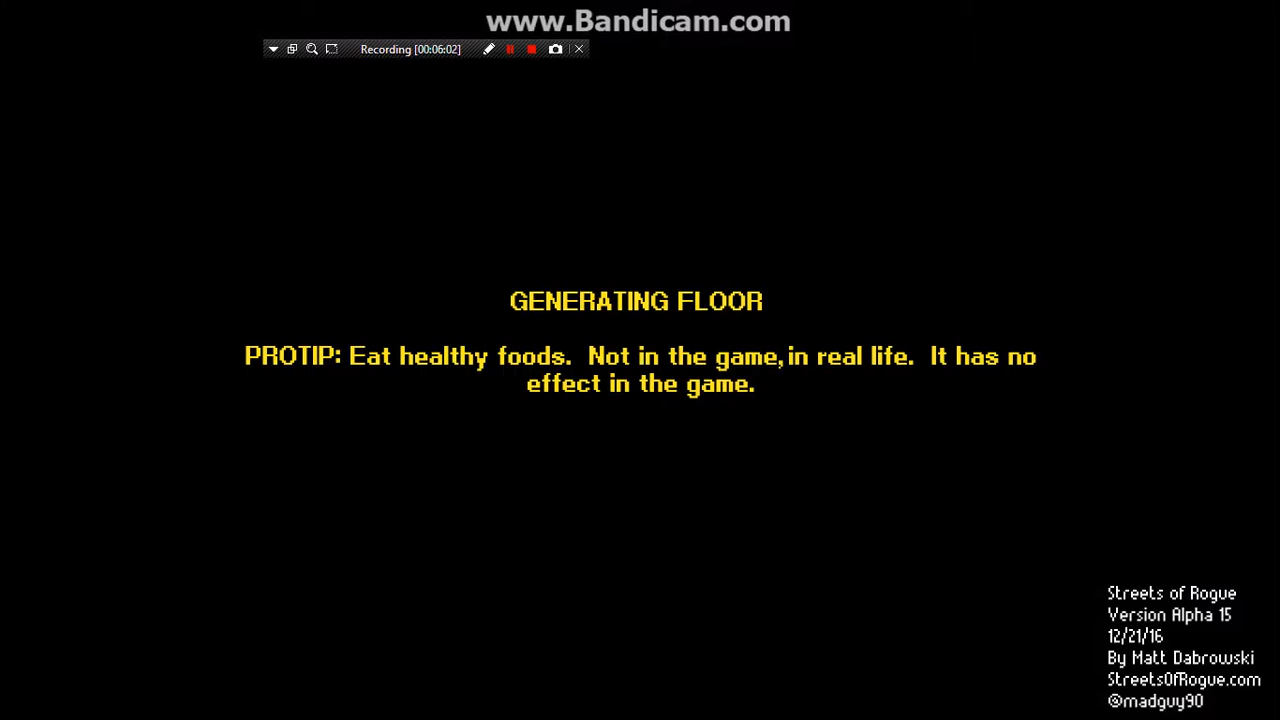 www.Bandicam.com
Recording [00:06:02]
GENERATING FLOOR
PROTIP: Eat healthy foods.  Not in the game, in real life.  It has no
effect in the game.
Streets of Rogue
Version Alpha 15
12/21/16
By Matt Dabrowski
StreetsOfRogue.com
@madguy90